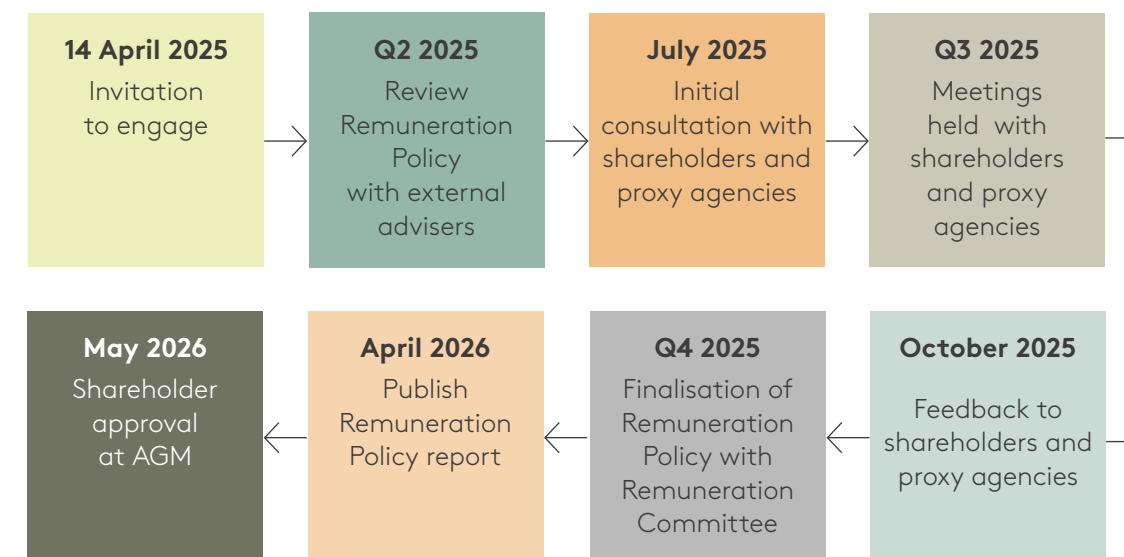 14 April 2025
Invitation
to engage
Q2 2025
Review
Remuneration
Policy
with external
advisers
July 2025
Initial
consultation with
shareholders and
proxy agencies
Q3 2025
Meetings
held with
shareholders
and proxy
agencies
October 2025
Feedback to
shareholders and
proxy agencies
Q4 2025
Finalisation of
Remuneration
Policy with
Remuneration
Committee
April 2026
Publish
Remuneration
Policy report
May 2026
Shareholder
approval
at AGM